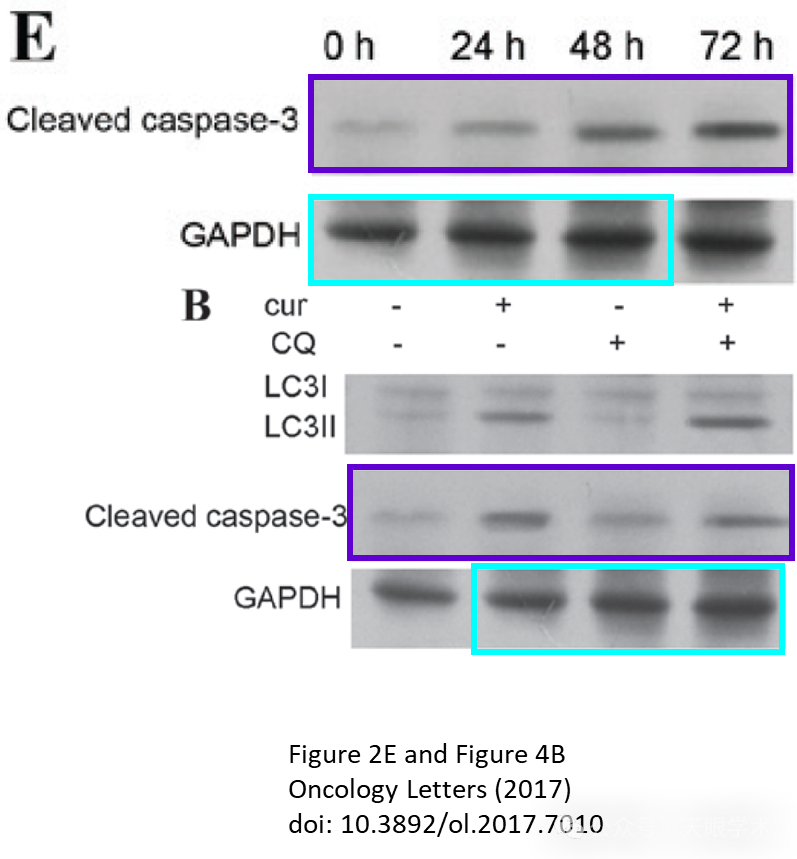 E
0 h 24 h 48 h 72 h
Cleaved caspase-3
GAPDH
B cur - + - +
CQ - - + +
LC3I
LC3II
Cleaved caspase-3
GAPDH
Figure 2E and Figure 4B
Oncology Letters (2017)
doi: 10.3892/ol.2017.7010